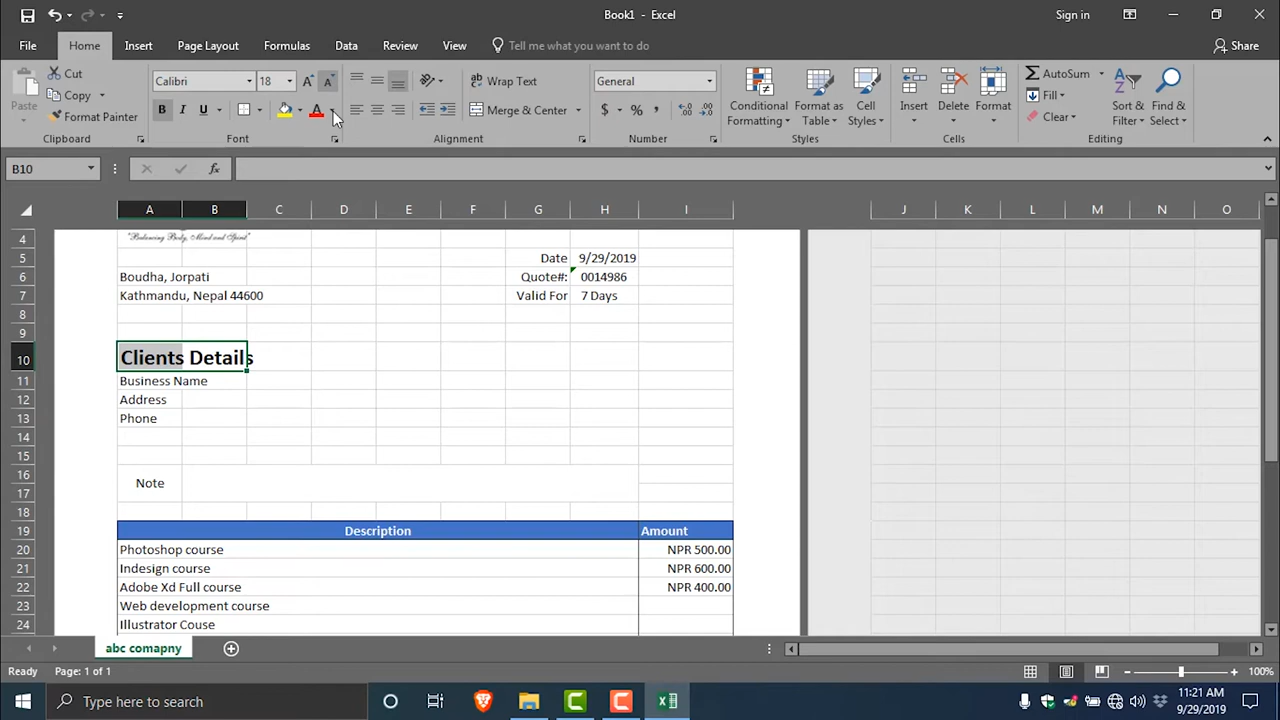 Book1 - Excel
Sign in
File Home Insert Page Layout Formulas Data Review View Tell me what you want to do Share
Paste
Cut
Copy
Format Painter
Clipboard
Calibri 18
B I U A
Font
Wrap Text
Merge & Center
Alignment
General
$ % ,
Number
Conditional Formatting
Format as Table
Cell Styles
Styles
Insert
Delete
Format
Cells
AutoSum
Fill
Clear
Sort & Filter
Find & Select
Editing
B10
fx
A B C D E F G H I J K L M N O
4 "Balancing Body, Mind and Spirit"
5 Date 9/29/2019
6 Boudha, Jorpati Quote#: 0014986
7 Kathmandu, Nepal 44600 Valid For 7 Days
8
9
10 Clients Details
11 Business Name
12 Address
13 Phone
14
15
16
Note
17
18
19 Description Amount
20 Photoshop course NPR 500.00
21 Indesign course NPR 600.00
22 Adobe Xd Full course NPR 400.00
23 Web development course
24 Illustrator Couse
abc comapny
Ready Page: 1 of 1 100%
Type here to search
11:21 AM
9/29/2019